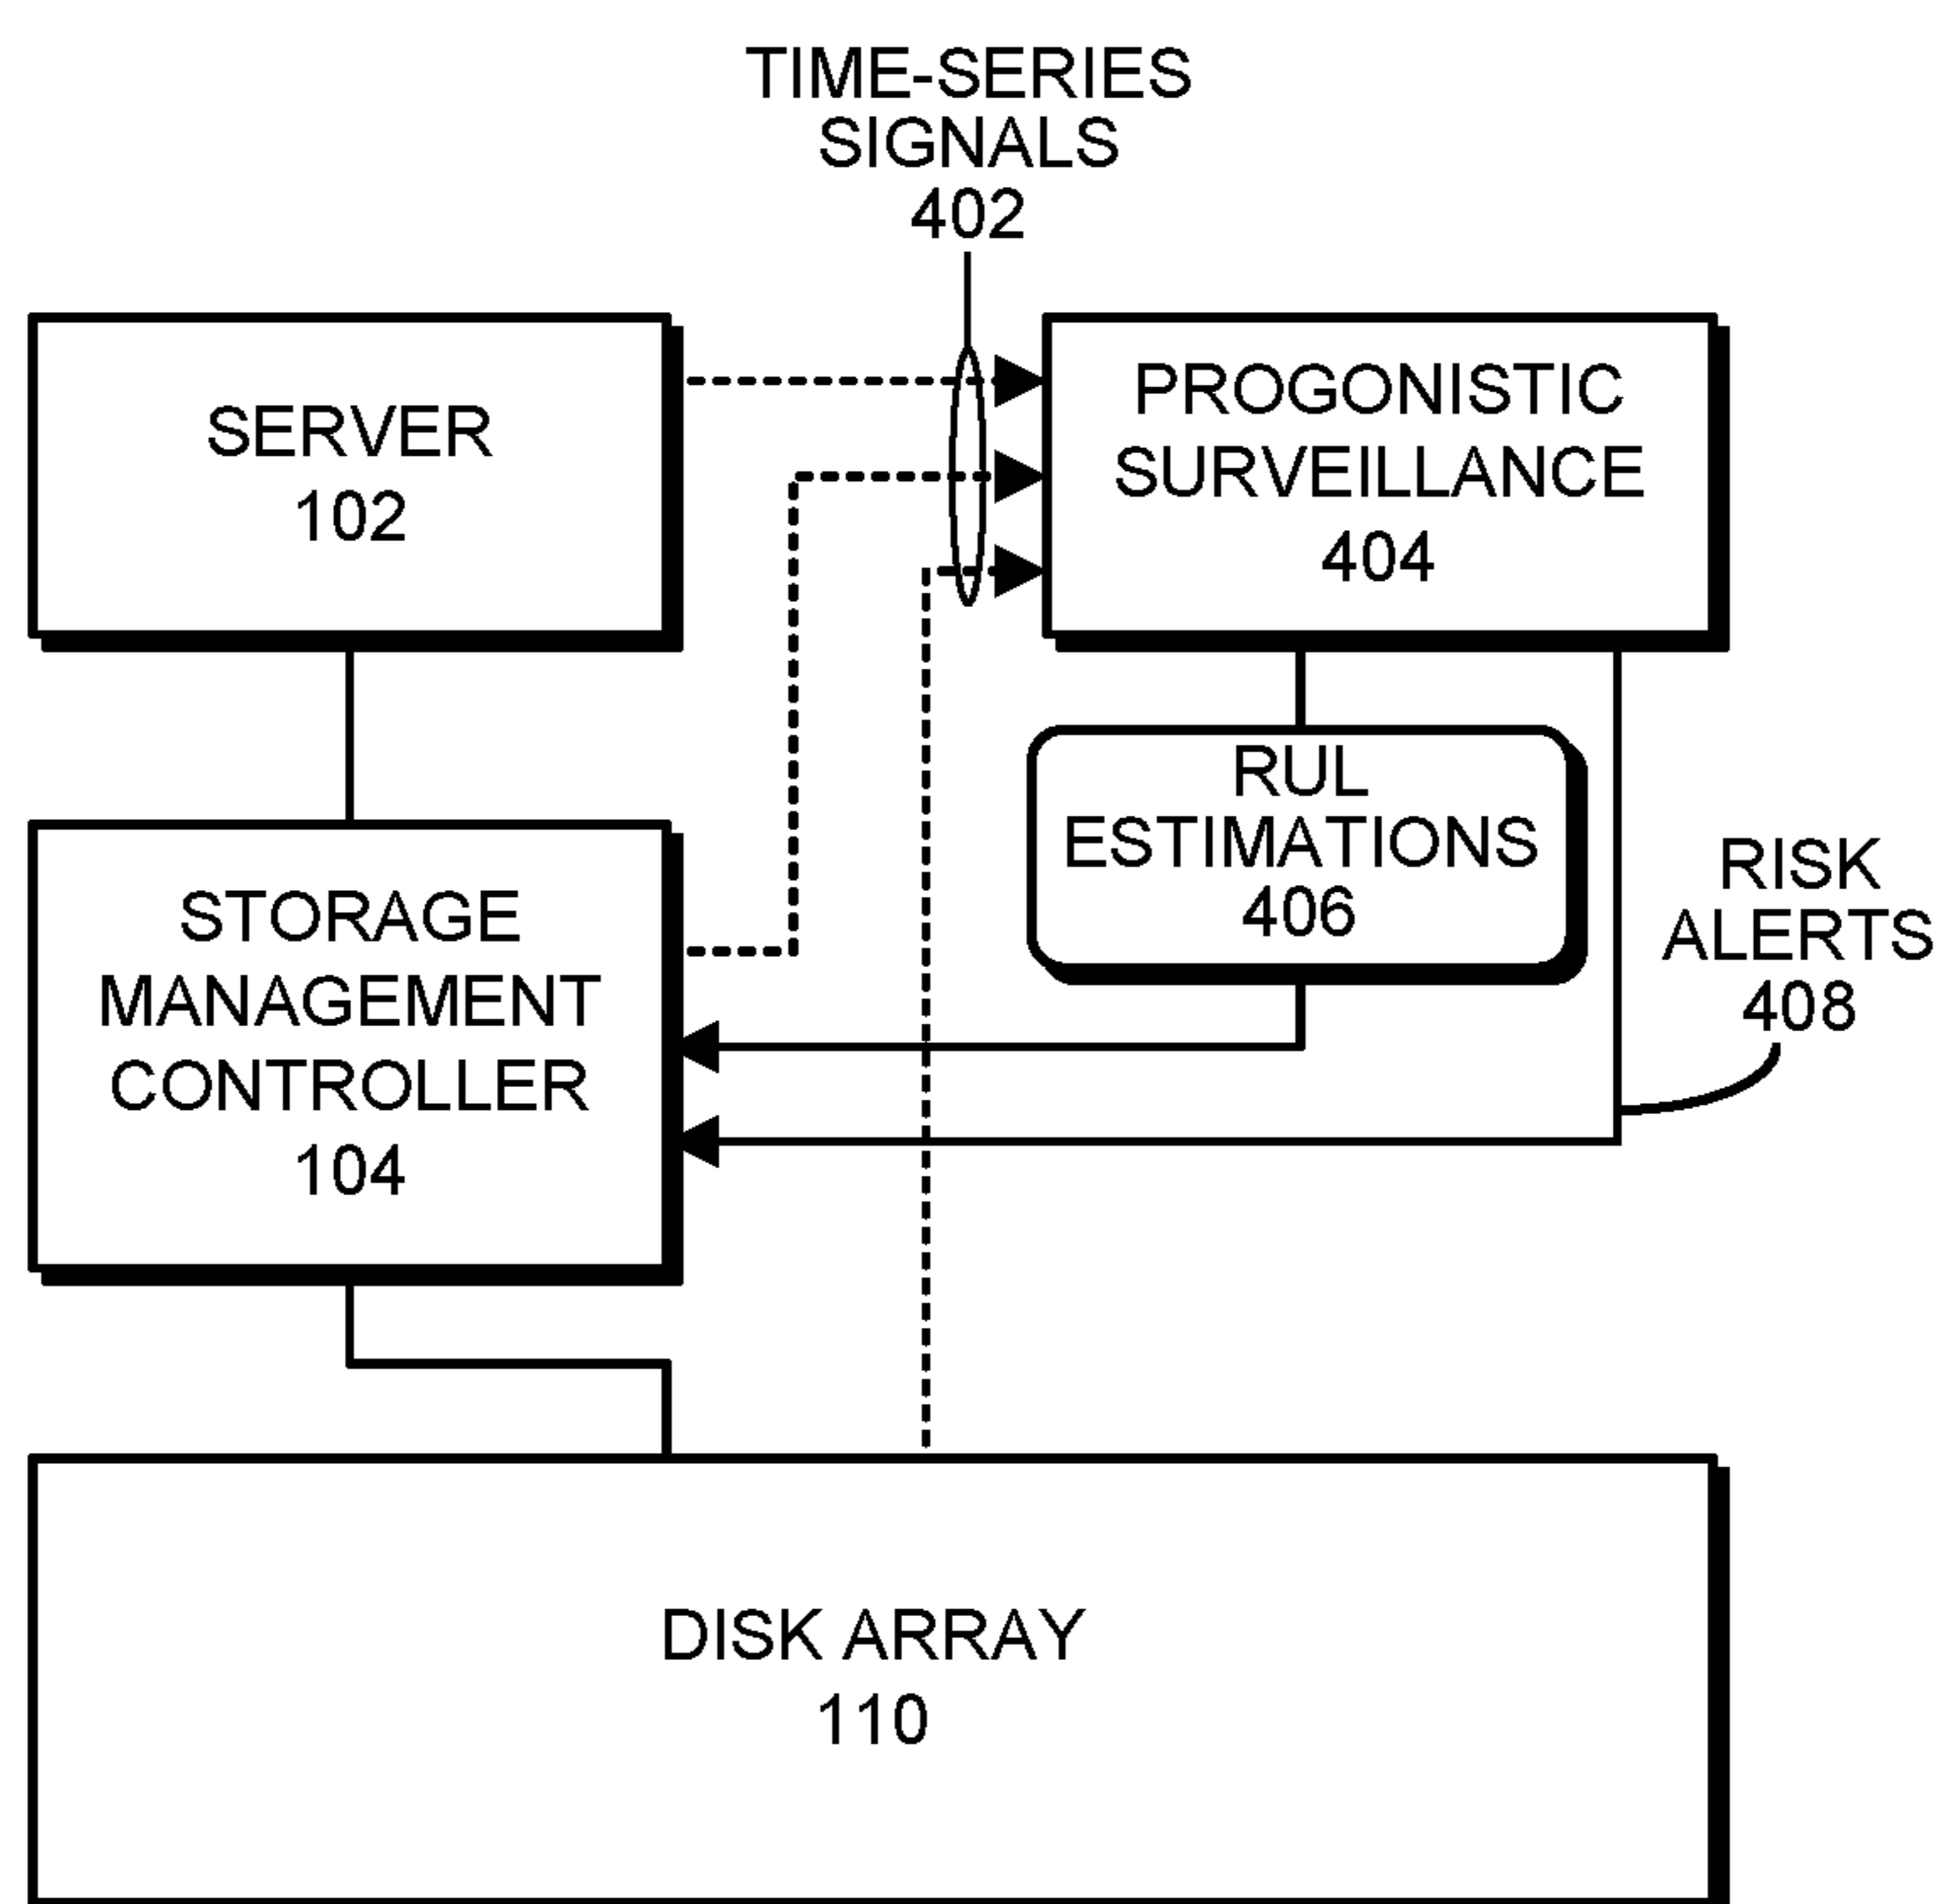 TIME-SERIES
SIGNALS
402
SERVER
102
PROGONISTIC
SURVEILLANCE
404
RUL
ESTIMATIONS
406
RISK
ALERTS
408
STORAGE
MANAGEMENT
CONTROLLER
104
DISK ARRAY
110